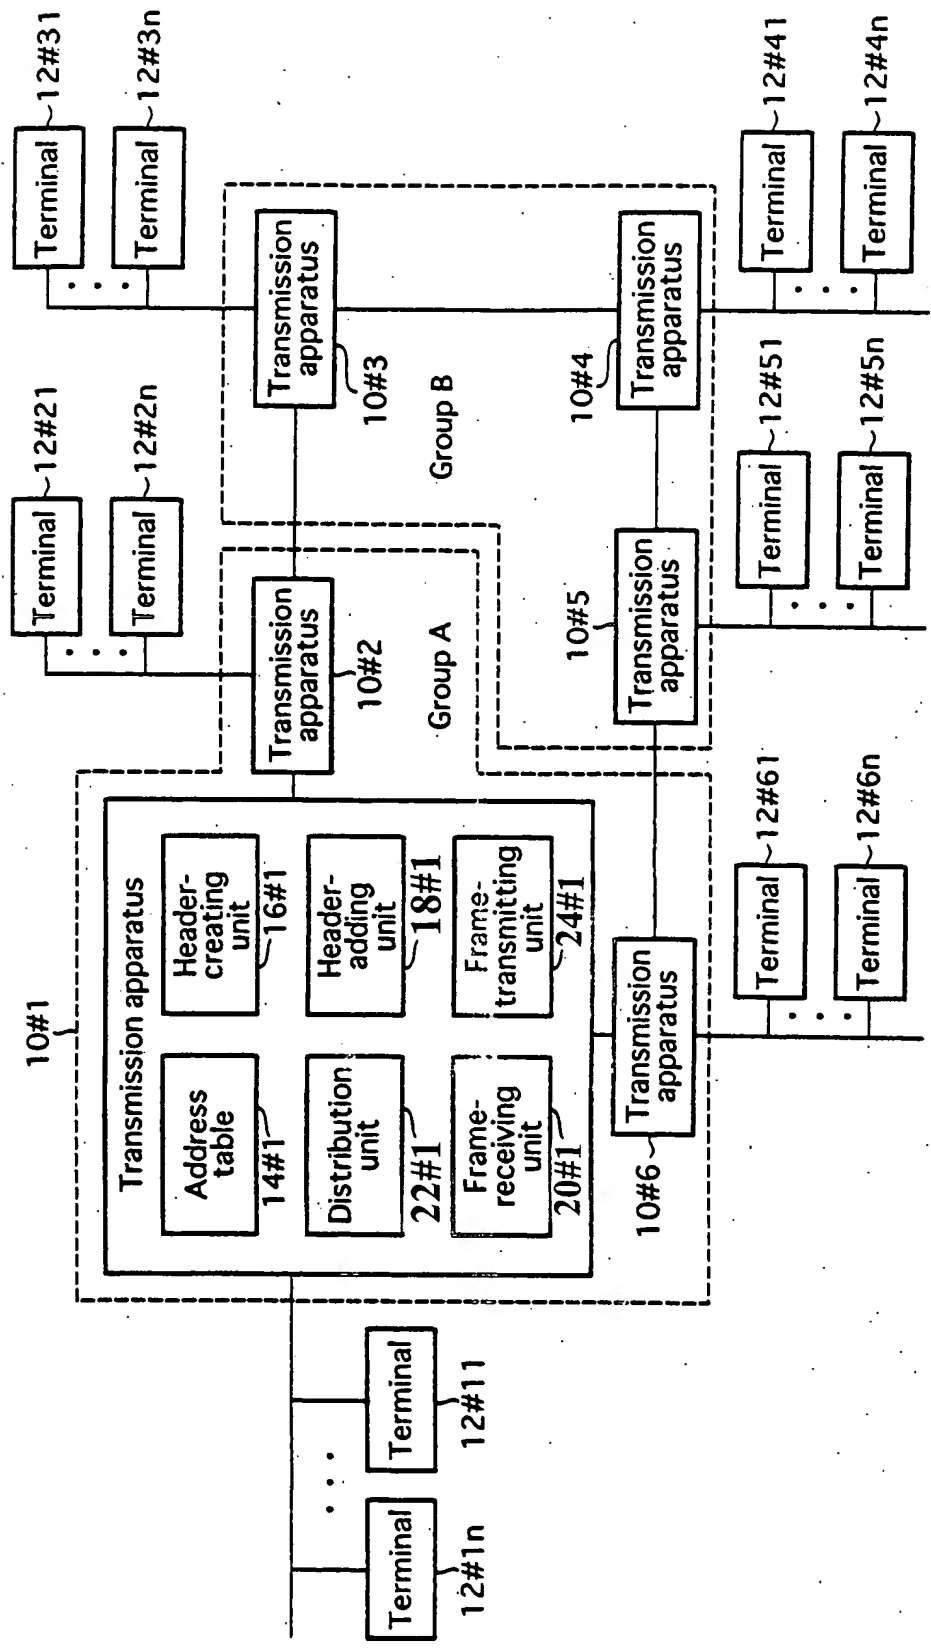 10#1
Transmission apparatus
Address
table
14#1
Header-
creating
unit
16#1
Distribution
unit
22#1
Header-
adding
unit
18#1
Frame-
receiving
unit
20#1
Frame-
transmitting
unit
24#1
Terminal
12#1n
Terminal
12#11
Transmission
apparatus
10#2
Group A
Terminal
12#21
Terminal
12#2n
Transmission
apparatus
10#3
Group B
Terminal
12#31
Terminal
12#3n
Transmission
apparatus
10#6
Terminal
12#61
Terminal
12#6n
Transmission
apparatus
10#5
Terminal
12#51
Terminal
12#5n
Transmission
apparatus
10#4
Terminal
12#41
Terminal
12#4n